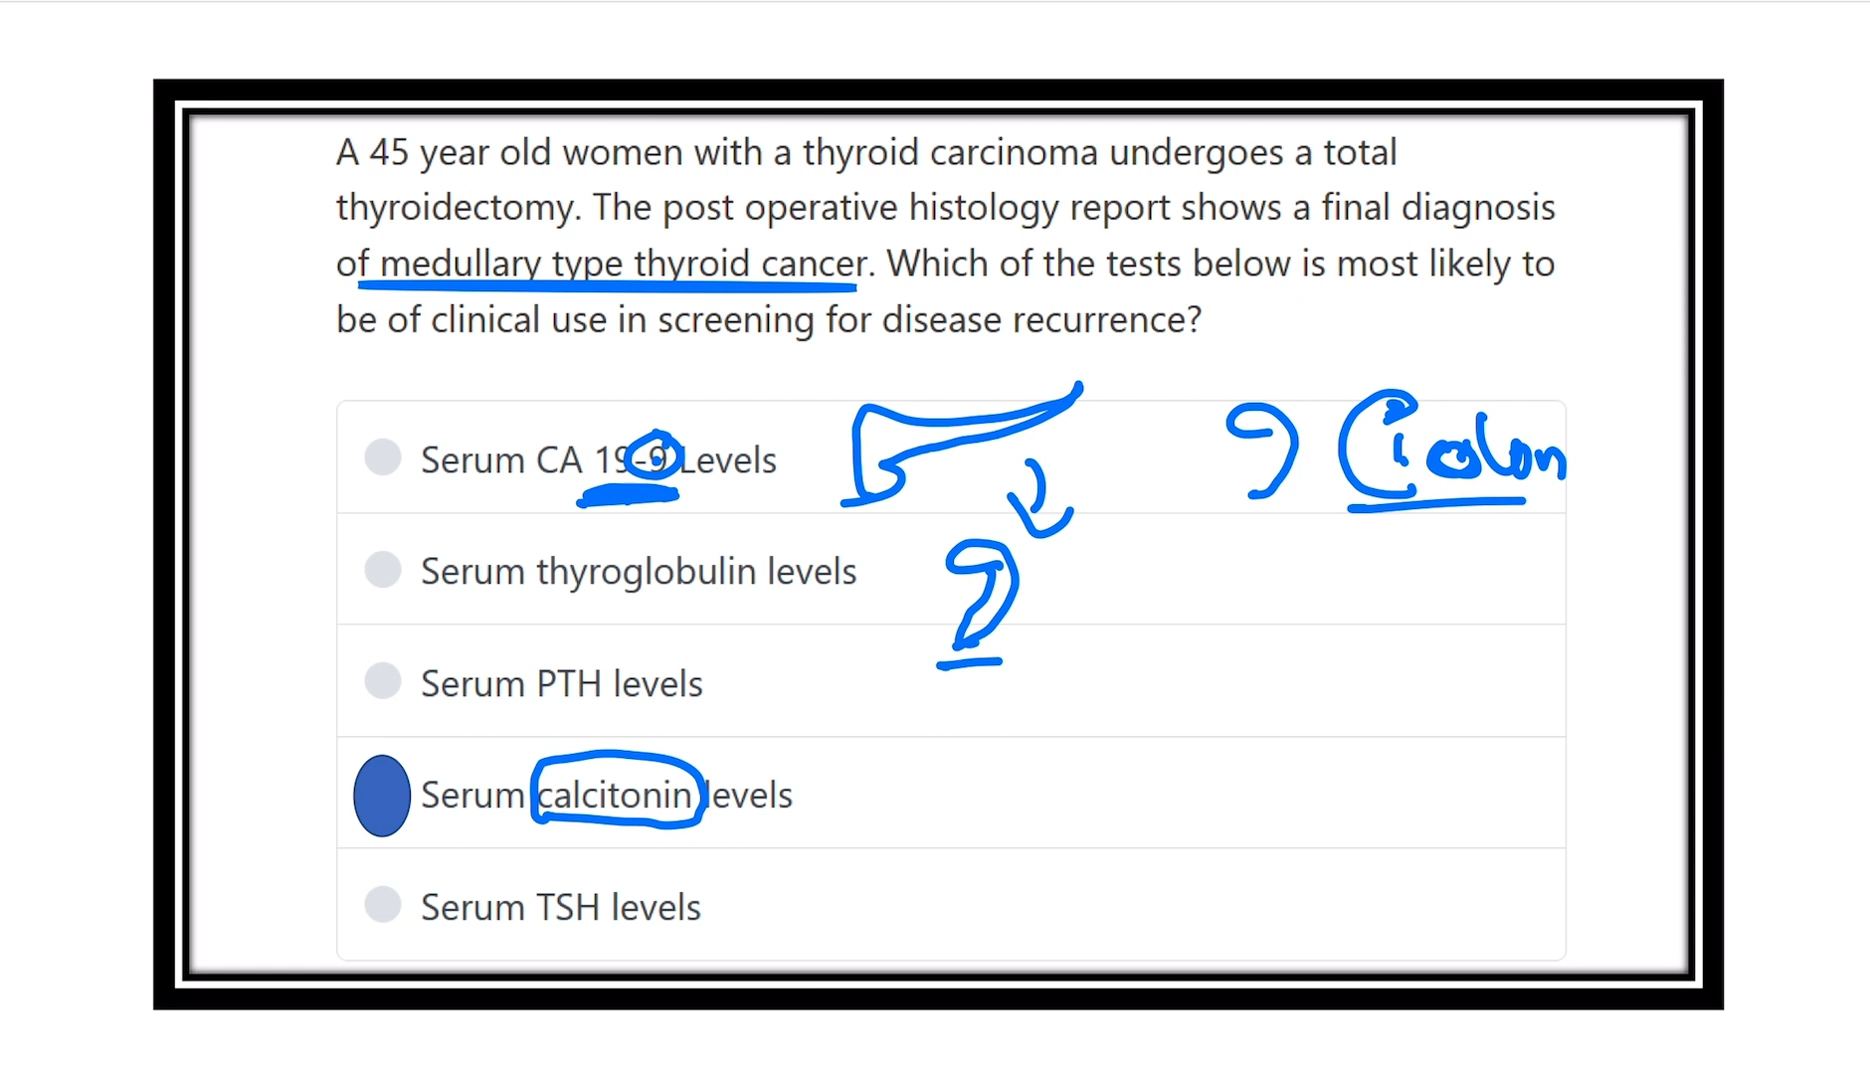 A 45 year old women with a thyroid carcinoma undergoes a total
thyroidectomy. The post operative histology report shows a final diagnosis
of medullary type thyroid cancer. Which of the tests below is most likely to
be of clinical use in screening for disease recurrence?
Serum CA 19-9 Levels
9 Colon
Serum thyroglobulin levels
Serum PTH levels
Serum calcitonin levels
Serum TSH levels